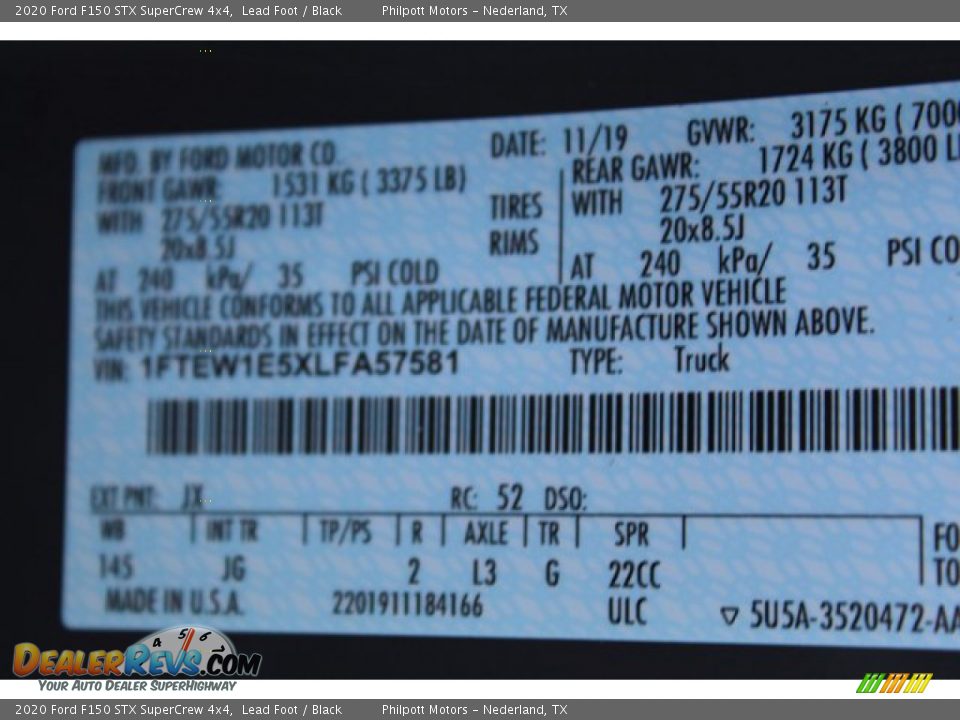 2020 Ford F150 STX SuperCrew 4x4, Lead Foot / Black Philpott Motors - Nederland, TX
MFD. BY FORD MOTOR CO. DATE: 11/19 GVWR: 3175 KG ( 7000
FRONT GAWR: 1531 KG ( 3375 LB) REAR GAWR: 1724 KG ( 3800 L
WITH 275/55R20 113T TIRES WITH 275/55R20 113T
20x8.5J RIMS 20x8.5J
AT 240 kPa/ 35 PSI COLD AT 240 kPa/ 35 PSI CO
THIS VEHICLE CONFORMS TO ALL APPLICABLE FEDERAL MOTOR VEHICLE
SAFETY STANDARDS IN EFFECT ON THE DATE OF MANUFACTURE SHOWN ABOVE.
VIN: 1FTEW1E5XLFA57581 TYPE: Truck
EXT PNT: JX RC: 52 DSO:
WB INT TR TP/PS R AXLE TR SPR FO
145 JG 2 L3 G 22CC TO
MADE IN U.S.A. 2201911184166 ULC ▽ 5U5A-3520472-AA
4 5 6
DEALERREVS.COM
YOUR AUTO DEALER SUPERHIGHWAY
2020 Ford F150 STX SuperCrew 4x4, Lead Foot / Black Philpott Motors - Nederland, TX